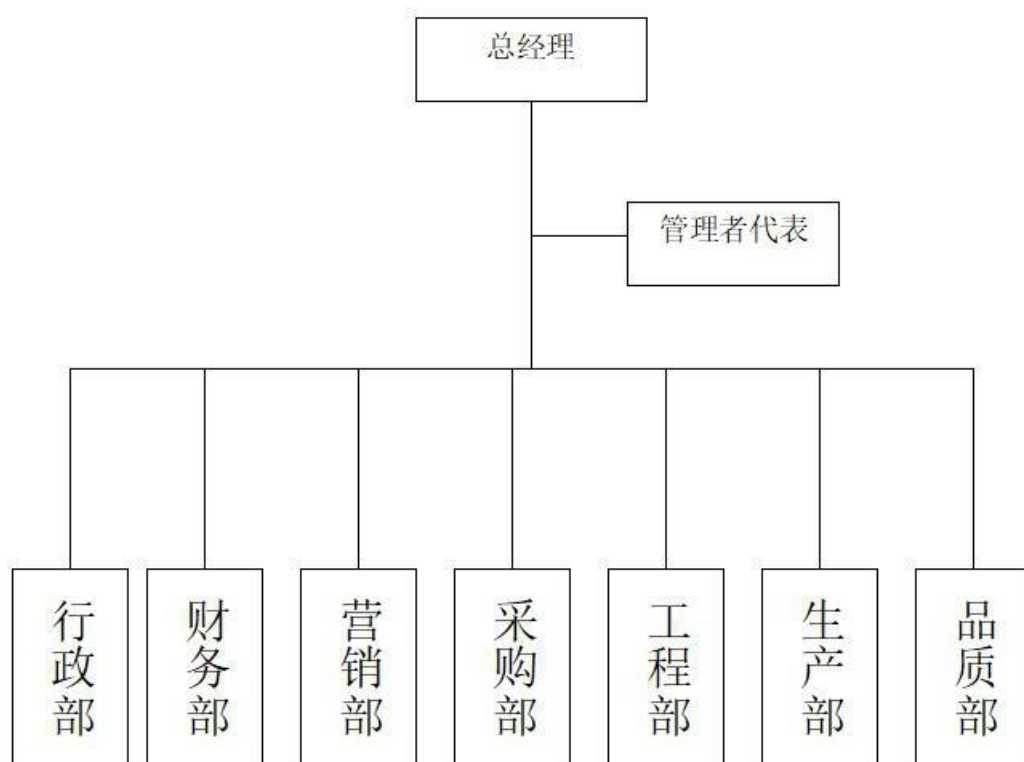 总经理
管理者代表
行政部
财务部
营销部
采购部
工程部
生产部
品质部